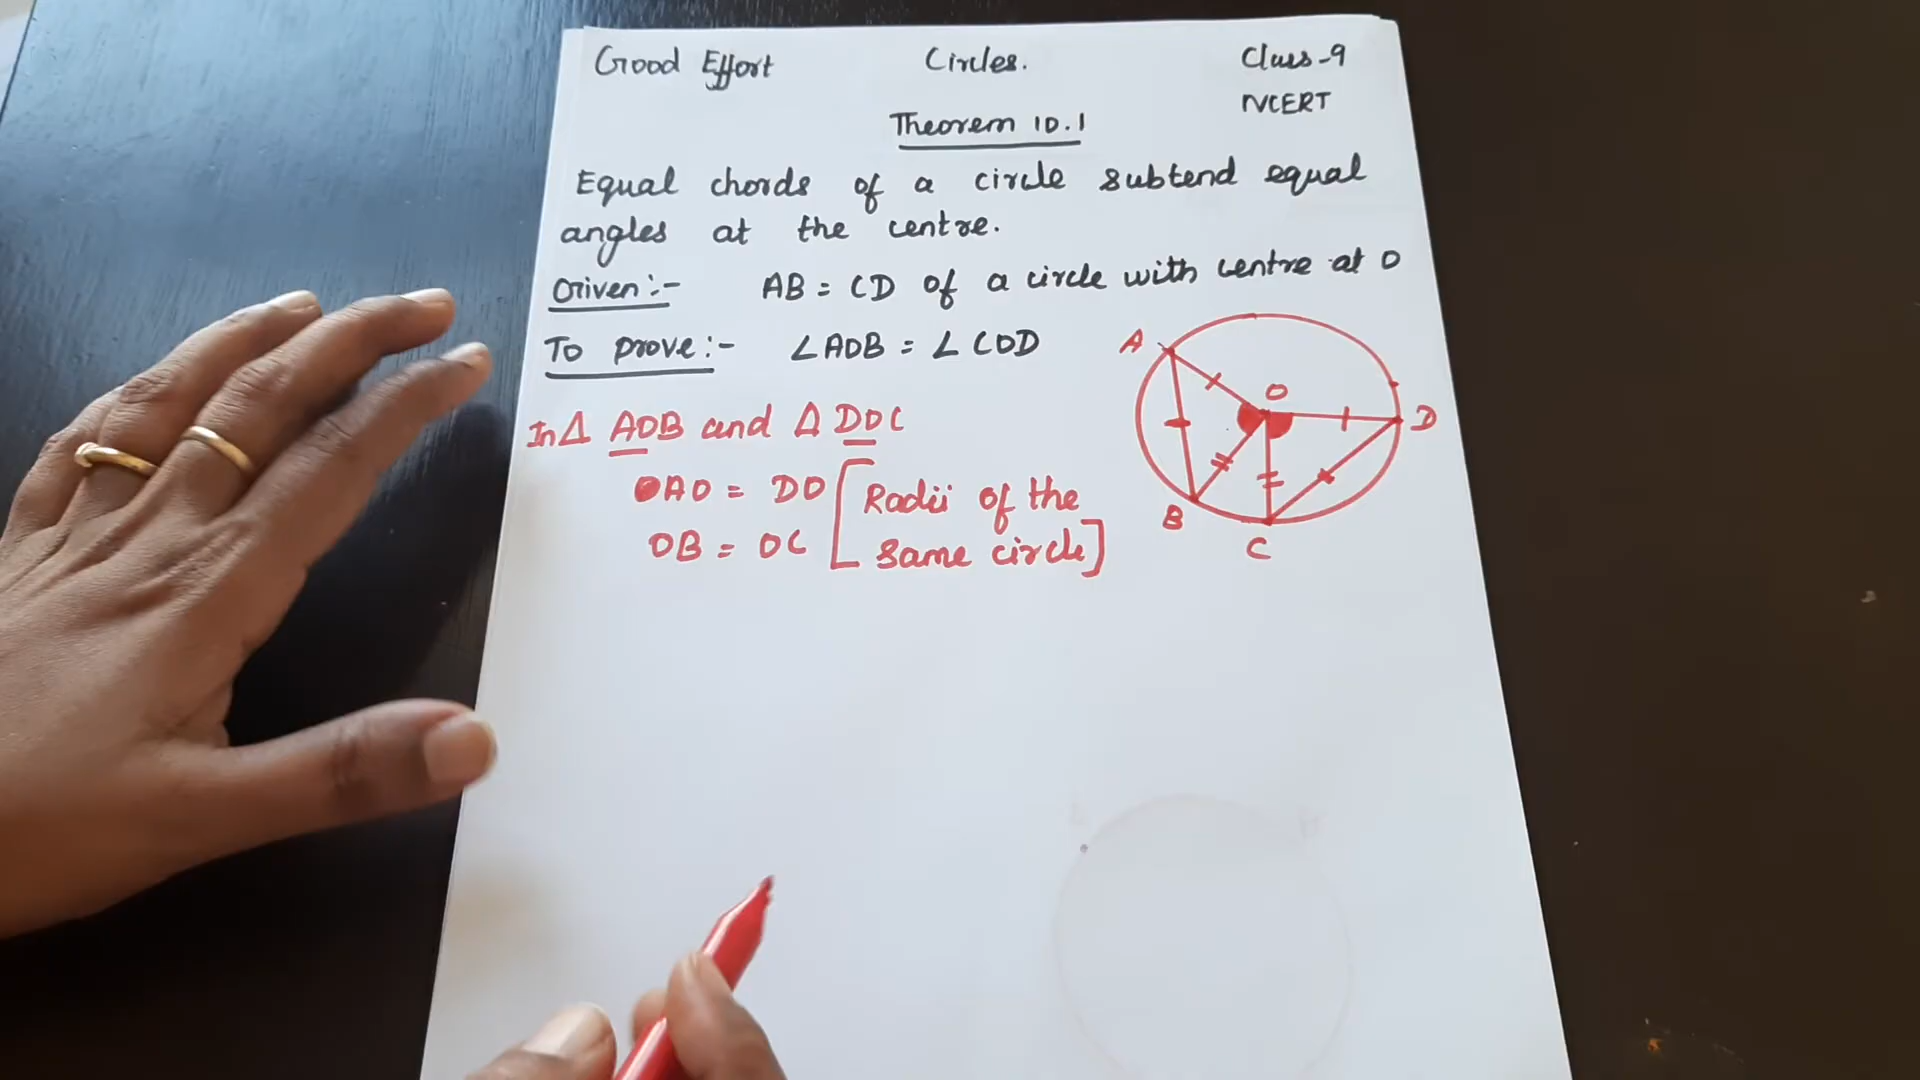 Good Effort Circles. Class-9
NCERT
Theorem 10.1
Equal chords of a circle subtend equal
angles at the centre.
Given:- AB = CD of a circle with centre at O
To prove:- ∠AOB = ∠COD
In Δ AOB and Δ DOC
AO = DO [Radii of the
OB = OC same circle]
A
O
D
B
C